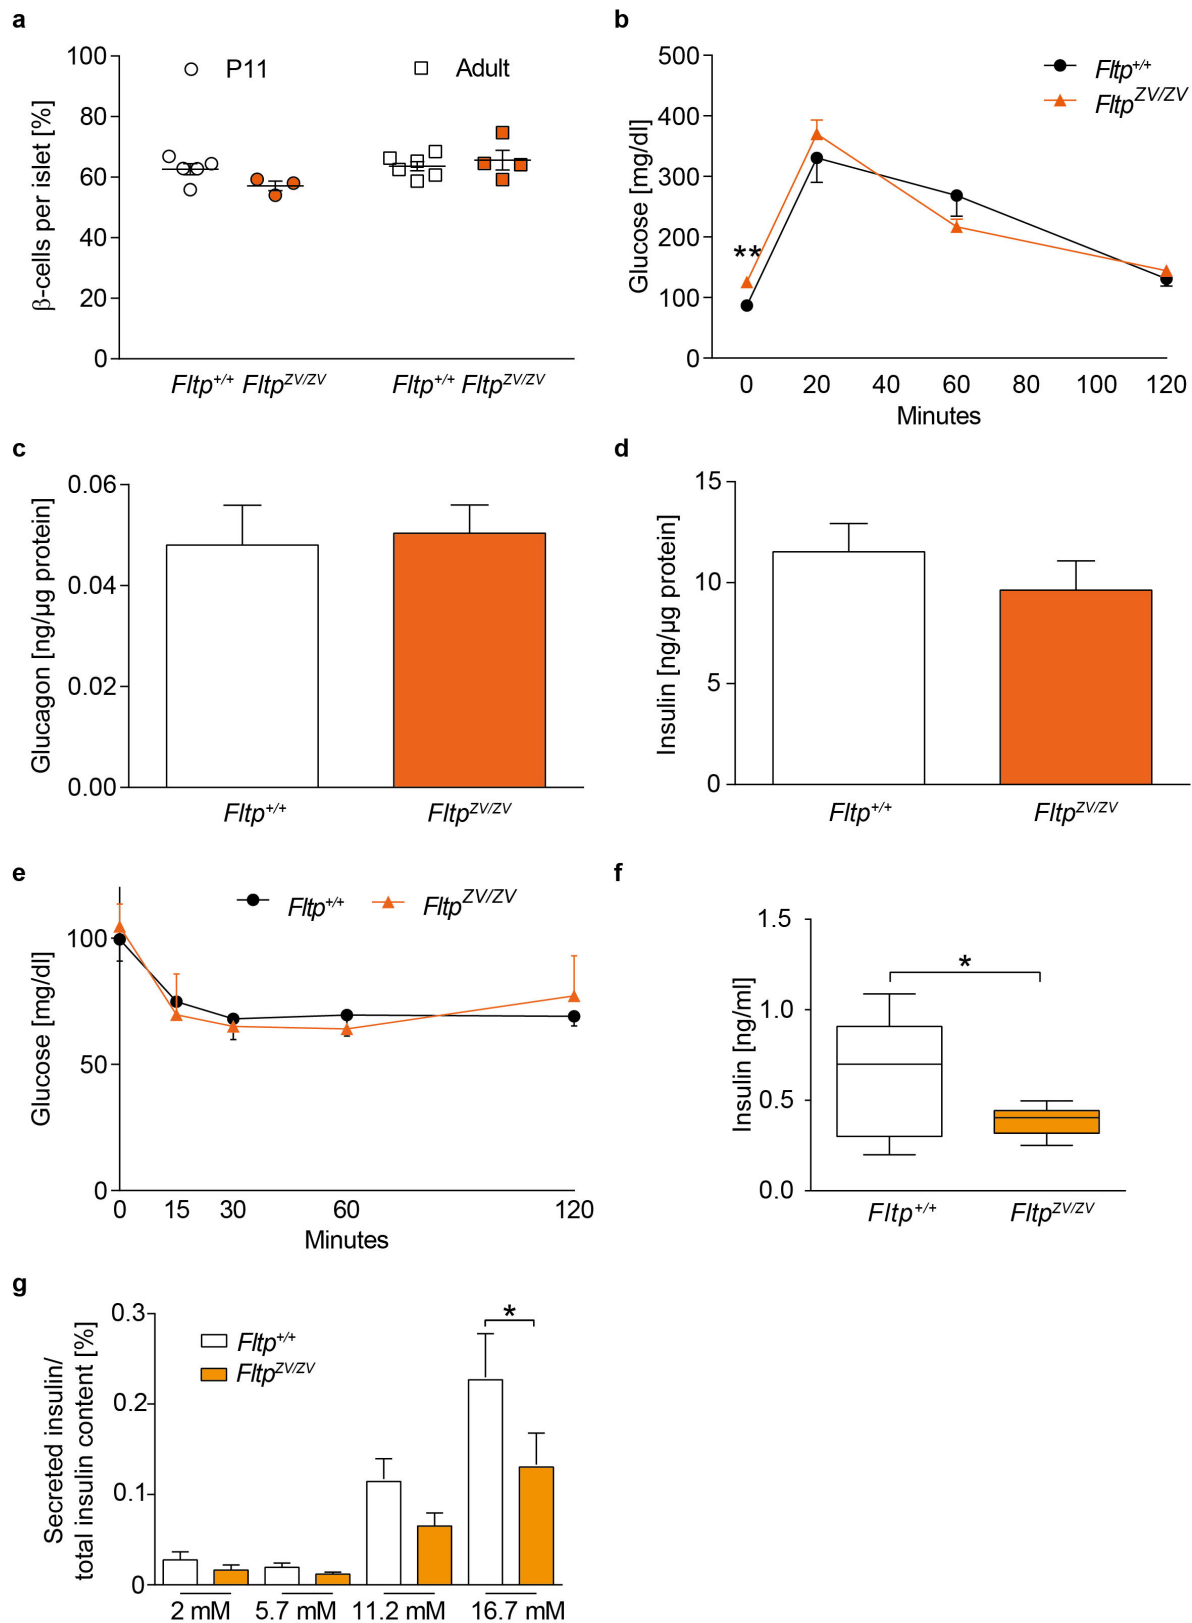 a
β-cells per islet [%]
100
80
60
40
20
0
P11
Adult
Fltp+/+ FltpZV/ZV
Fltp+/+ FltpZV/ZV
b
Glucose [mg/dl]
500
400
300
200
100
0
Fltp+/+
FltpZV/ZV
**
0 20 40 60 80 100 120
Minutes
c
Glucagon [ng/µg protein]
0.06
0.04
0.02
0.00
Fltp+/+
FltpZV/ZV
d
Insulin [ng/µg protein]
15
10
5
0
Fltp+/+
FltpZV/ZV
e
Glucose [mg/dl]
100
50
0
Fltp+/+
FltpZV/ZV
0 15 30 60 120
Minutes
f
Insulin [ng/ml]
1.5
1.0
0.5
0.0
*
Fltp+/+
FltpZV/ZV
g
Secreted insulin/
total insulin content [%]
0.3
0.2
0.1
0
Fltp+/+
FltpZV/ZV
*
2 mM 5.7 mM 11.2 mM 16.7 mM